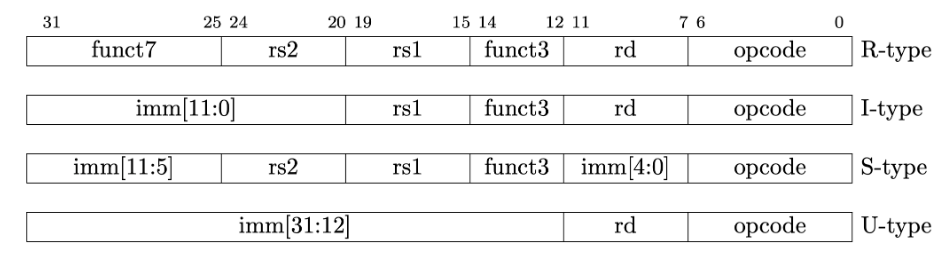 31 25 24 20 19 15 14 12 11 7 6 0
funct7 rs2 rs1 funct3 rd opcode R-type
imm[11:0] rs1 funct3 rd opcode I-type
imm[11:5] rs2 rs1 funct3 imm[4:0] opcode S-type
imm[31:12] rd opcode U-type